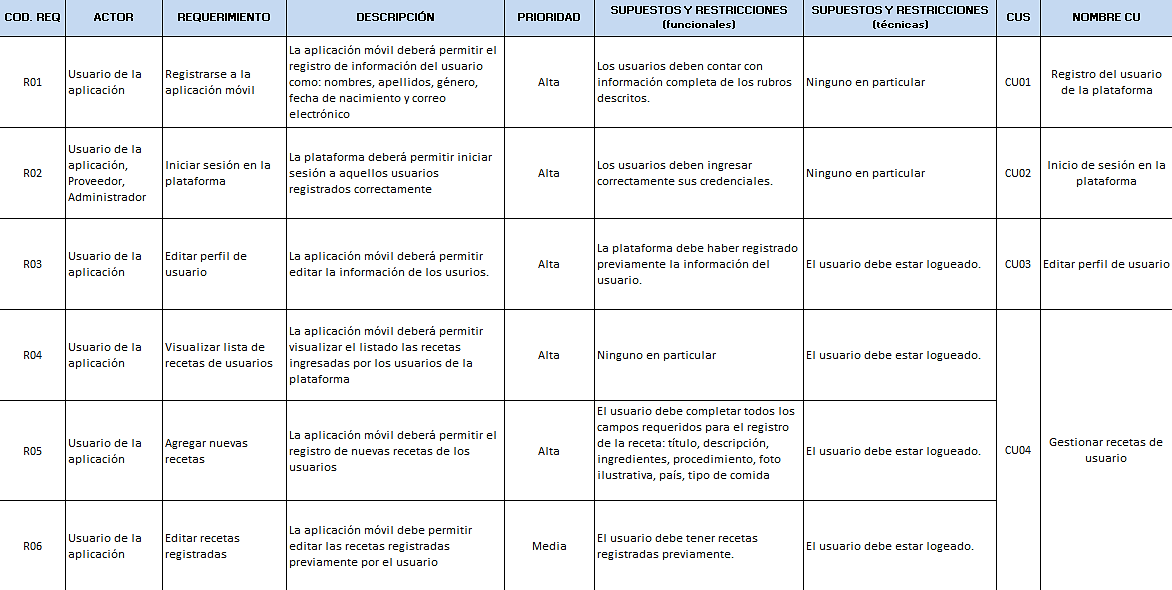 COD. REQ
ACTOR
REQUERIMIENTO
DESCRIPCIÓN
PRIORIDAD
SUPUESTOS Y RESTRICCIONES
(funcionales)
SUPUESTOS Y RESTRICCIONES
(técnicas)
CUS
NOMBRE CU
R01
Usuario de la
aplicación
Registrarse a la
aplicación móvil
La aplicación móvil deberá permitir el
registro de información del usuario
como: nombres, apellidos, género,
fecha de nacimiento y correo
electrónico
Alta
Los usuarios deben contar con
información completa de los rubros
descritos.
Ninguno en particular
CU01
Registro del usuario
de la plataforma
R02
Usuario de la
aplicación,
Proveedor,
Administrador
Iniciar sesión en la
plataforma
La plataforma deberá permitir iniciar
sesión a aquellos usuarios
registrados correctamente
Alta
Los usuarios deben ingresar
correctamente sus credenciales.
Ninguno en particular
CU02
Inicio de sesión en la
plataforma
R03
Usuario de la
aplicación
Editar perfil de
usuario
La aplicación móvil deberá permitir
editar la información de los usurios.
Alta
La plataforma debe haber registrado
previamente la información del
usuario.
El usuario debe estar logueado.
CU03
Editar perfil de usuario
R04
Usuario de la
aplicación
Visualizar lista de
recetas de usuarios
La aplicación móvil deberá permitir
visualizar el listado las recetas
ingresadas por los usuarios de la
plataforma
Alta
Ninguno en particular
El usuario debe estar logueado.
R05
Usuario de la
aplicación
Agregar nuevas
recetas
La aplicación móvil deberá permitir el
registro de nuevas recetas de los
usuarios
Alta
El usuario debe completar todos los
campos requeridos para el registro
de la receta: título, descripción,
ingredientes, procedimiento, foto
ilustrativa, país, tipo de comida
El usuario debe estar logueado.
CU04
Gestionar recetas de
usuario
R06
Usuario de la
aplicación
Editar recetas
registradas
La aplicación móvil debe permitir
editar las recetas registradas
previamente por el usuario
Media
El usuario debe tener recetas
registradas previamente.
El usuario debe estar logeado.